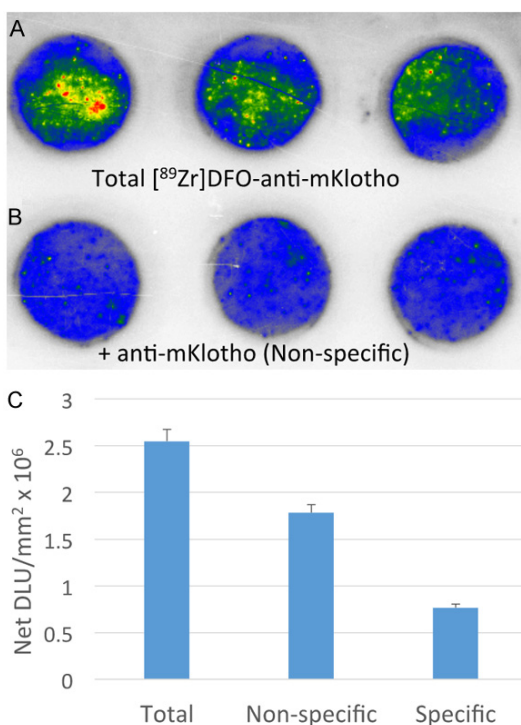 A
Total [⁸⁹Zr]DFO-anti-mKlotho
B
+ anti-mKlotho (Non-specific)
C
Net DLU/mm² x 10⁶
3
2.5
2
1.5
1
0.5
0
Total Non-specific Specific